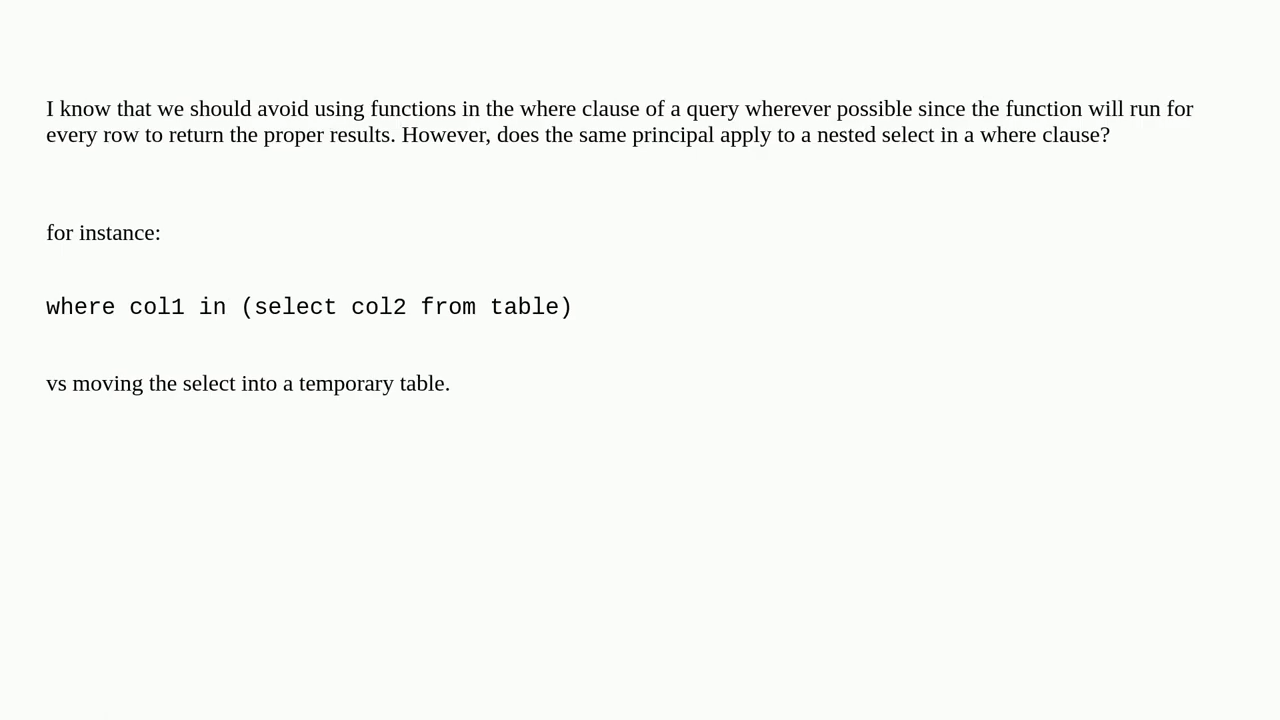 I know that we should avoid using functions in the where clause of a query wherever possible since the function will run for
every row to return the proper results. However, does the same principal apply to a nested select in a where clause?
for instance:
where col1 in (select col2 from table)
vs moving the select into a temporary table.